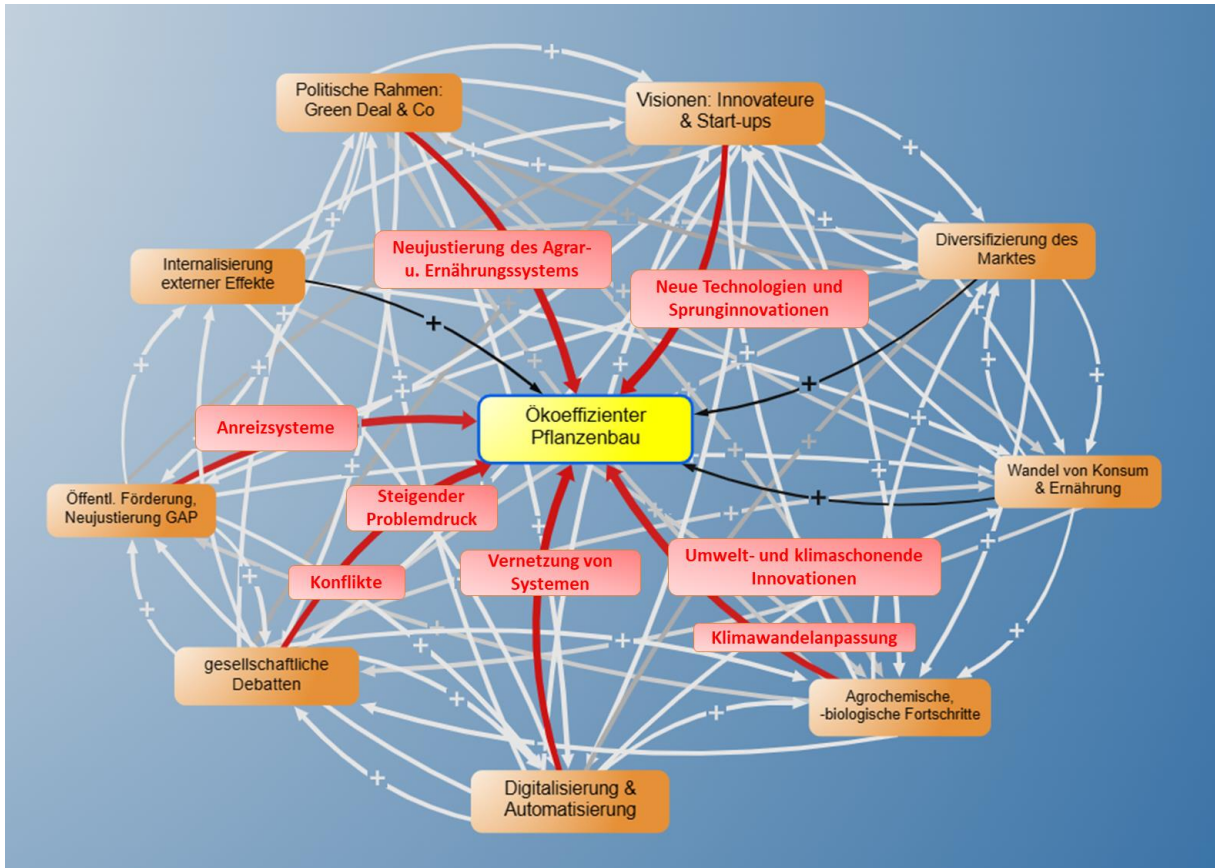 Politische Rahmen:
Green Deal & Co
Visionen: Innovateure
& Start-ups
Internalisierung
externer Effekte
Neujustierung des Agrar-
u. Ernährungssystems
Neue Technologien und
Sprunginnovationen
Diversifizierung des
Marktes
Anreizsysteme
Ökoeffizienter
Pflanzenbau
Öffentl. Förderung,
Neujustierung GAP
Steigender
Problemdruck
Wandel von Konsum
& Ernährung
Konflikte
Vernetzung von
Systemen
Umwelt- und klimaschonende
Innovationen
Klimawandelanpassung
gesellschaftliche
Debatten
Agrochemische,
-biologische Fortschritte
Digitalisierung &
Automatisierung